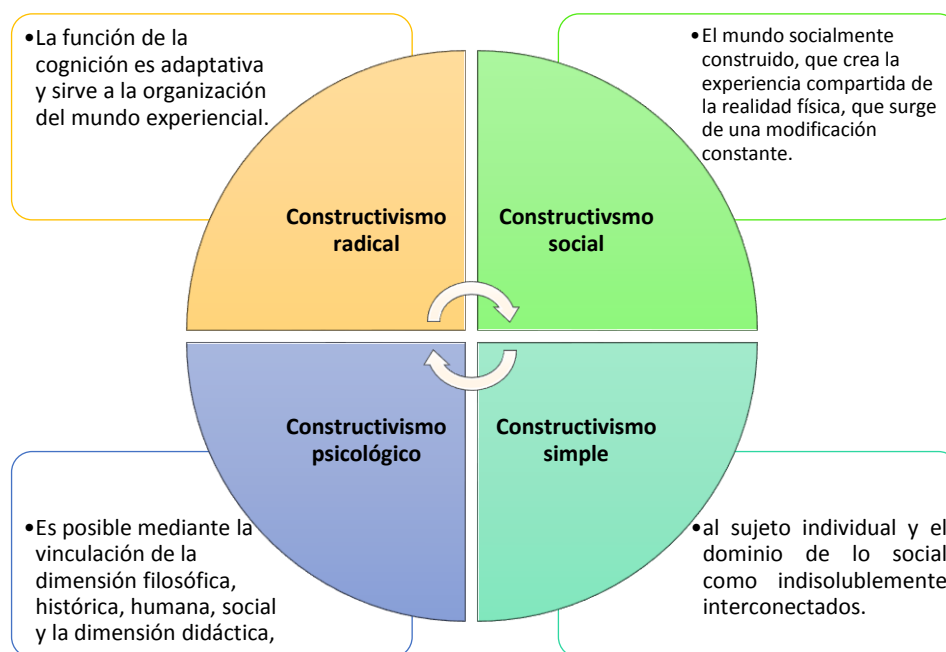 •La función de la
cognición es adaptativa
y sirve a la organización
del mundo experiencial.
•El mundo socialmente
construido, que crea la
experiencia compartida de
la realidad física, que surge
de una modificación
constante.
Constructivismo
radical
Constructivsmo
social
Constructivismo
psicológico
Constructivismo
simple
•Es posible mediante la
vinculación de la
dimensión filosófica,
histórica, humana, social
y la dimensión didáctica,
•al sujeto individual y el
dominio de lo social
como indisolublemente
interconectados.